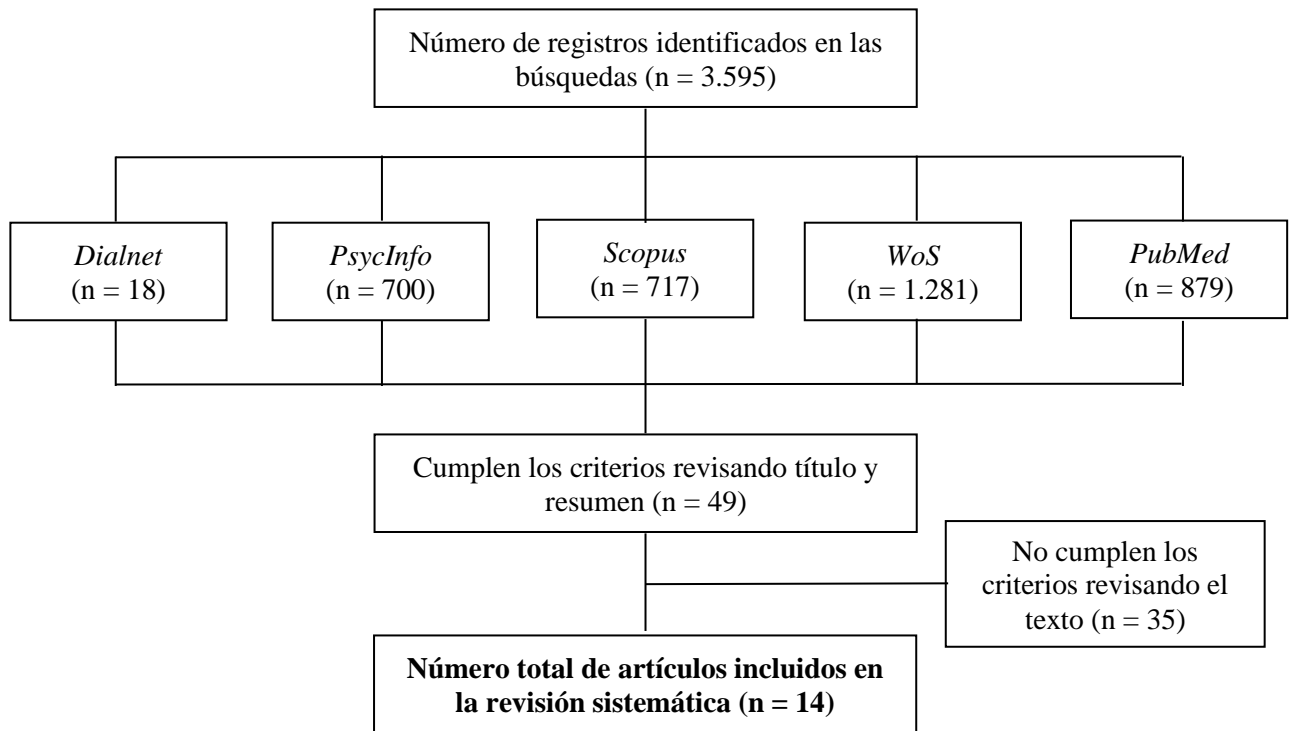 Número de registros identificados en las
búsquedas (n = 3.595)
Dialnet
(n = 18)
PsycInfo
(n = 700)
Scopus
(n = 717)
WoS
(n = 1.281)
PubMed
(n = 879)
Cumplen los criterios revisando título y
resumen (n = 49)
No cumplen los
criterios revisando el
texto (n = 35)
Número total de artículos incluidos en
la revisión sistemática (n = 14)